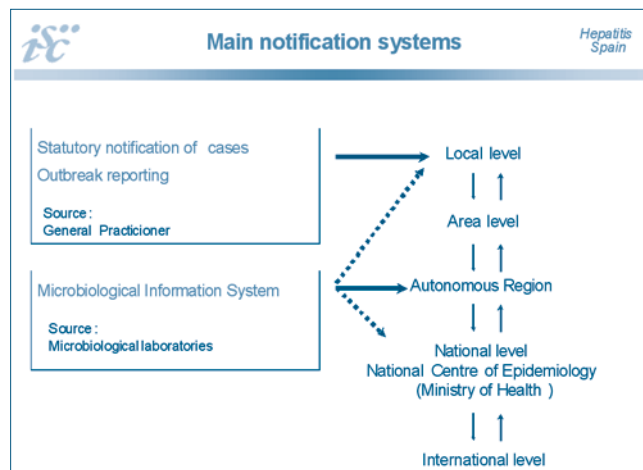 isc
Main notification systems
Hepatitis
Spain
Statutory notification of cases
Outbreak reporting
Source :
General Practicioner
Microbiological Information System
Source :
Microbiological laboratories
Local level
Area level
Autonomous Region
National level
National Centre of Epidemiology
(Ministry of Health )
International level